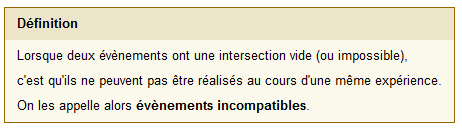 Définition
Lorsque deux évènements ont une intersection vide (ou impossible),
c'est qu'ils ne peuvent pas être réalisés au cours d'une même expérience.
On les appelle alors évènements incompatibles.